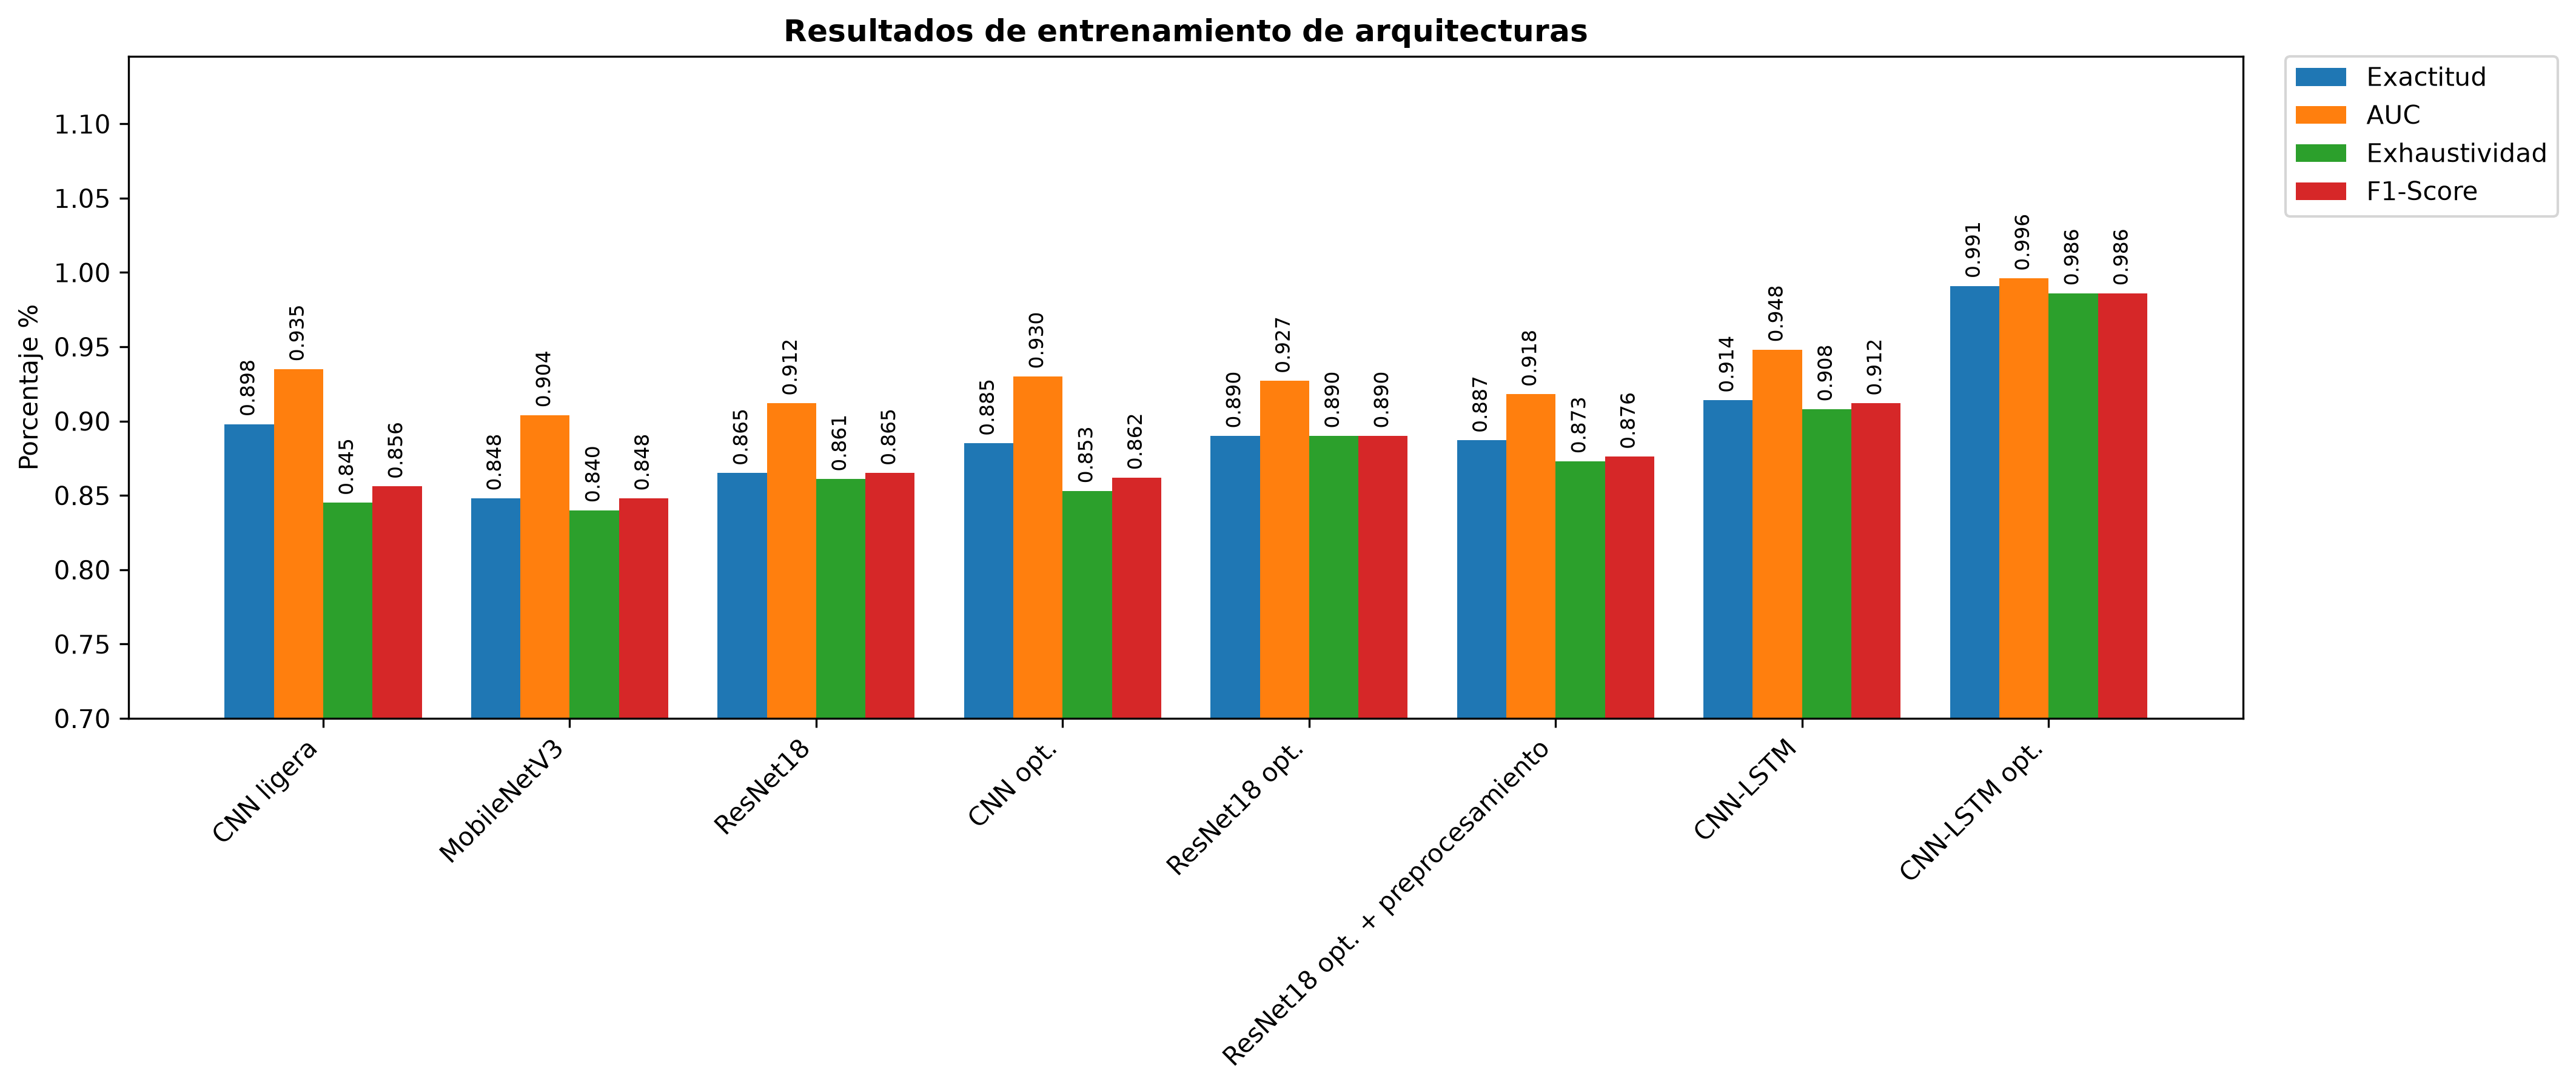 Resultados de entrenamiento de arquitecturas
Porcentaje %
1.10
1.05
1.00
0.95
0.90
0.85
0.80
0.75
0.70
0.898
0.935
0.845
0.856
0.848
0.904
0.840
0.848
0.865
0.912
0.861
0.865
0.885
0.930
0.853
0.862
0.890
0.927
0.890
0.890
0.887
0.918
0.873
0.876
0.914
0.948
0.908
0.912
0.991
0.996
0.986
0.986
CNN ligera
MobileNetV3
ResNet18
CNN opt.
ResNet18 opt.
ResNet18 opt. + preprocesamiento
CNN-LSTM
CNN-LSTM opt.
Exactitud
AUC
Exhaustividad
F1-Score